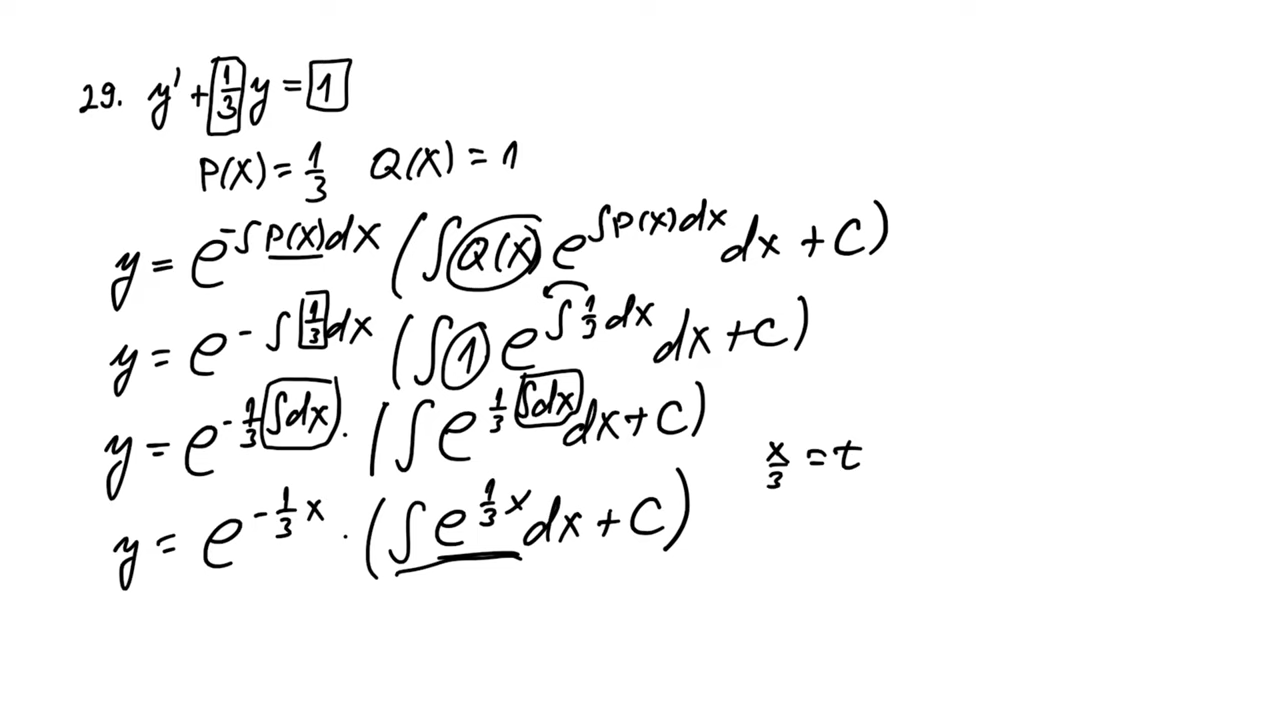 29. y' + 1/3 y = 1
P(x) = 1/3 Q(x) = 1
y = e^(-∫P(x)dx) (∫Q(x) e^(∫P(x)dx) dx + C)
y = e^(-∫1/3 dx) (∫1 e^(∫1/3 dx) dx + C)
y = e^(-1/3 ∫dx) · (∫e^(1/3 ∫dx) dx + C)
x/3 = t
y = e^(-1/3 x) · (∫e^(1/3 x) dx + C)